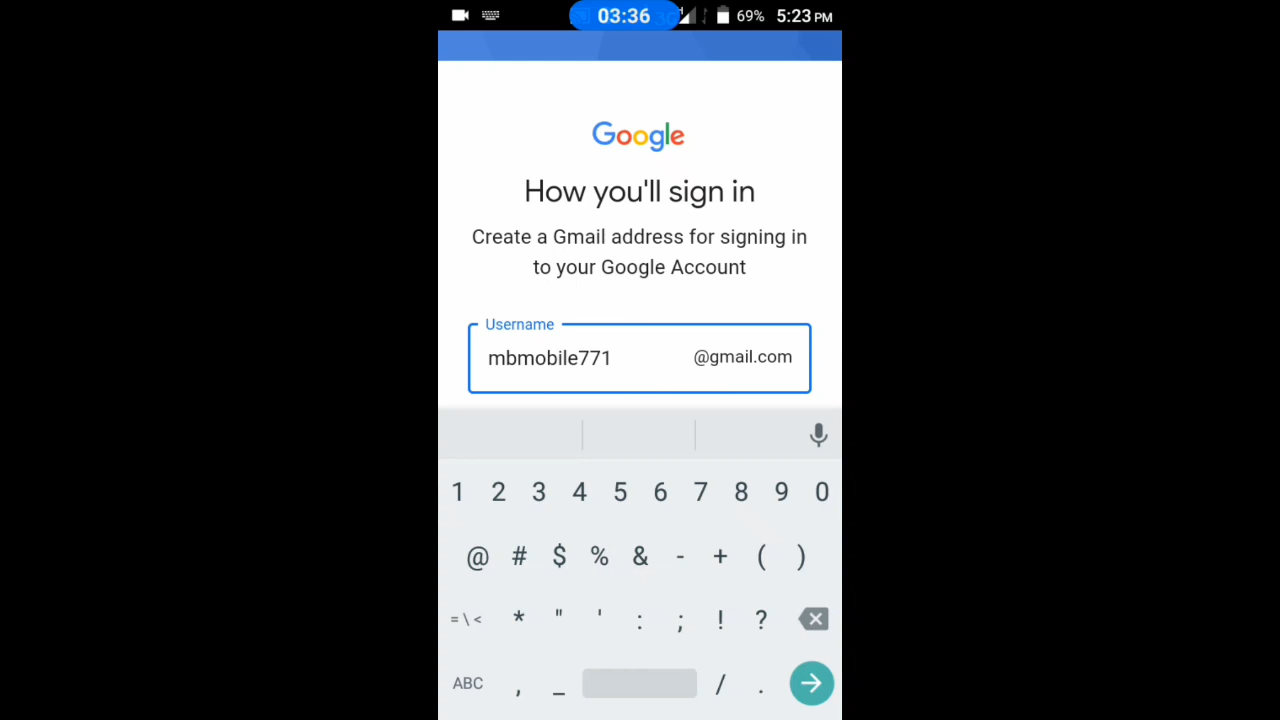 03:36 69% 5:23 PM
Google
How you'll sign in
Create a Gmail address for signing in
to your Google Account
Username
mbmobile771 @gmail.com
1 2 3 4 5 6 7 8 9 0
@ # $ % & - + ( )
= \ < * " ' : ; ! ?
ABC , _ / .